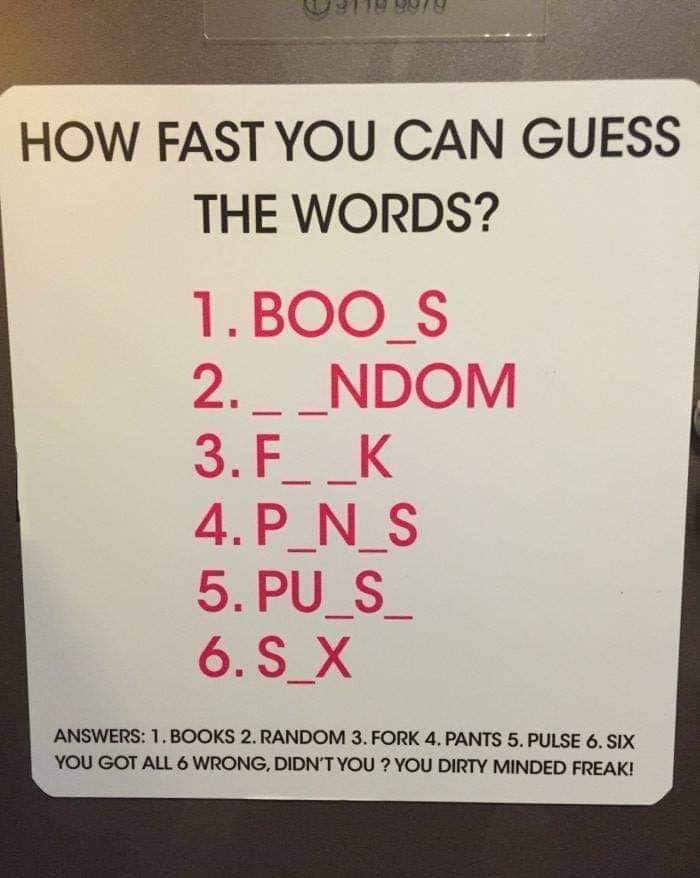 HOW FAST YOU CAN GUESS
THE WORDS?
1. BOO_S
2. _ _NDOM
3. F_ _K
4. P_N_S
5. PU_S_
6. S_X
ANSWERS: 1. BOOKS 2. RANDOM 3. FORK 4. PANTS 5. PULSE 6. SIX
YOU GOT ALL 6 WRONG, DIDN'T YOU ? YOU DIRTY MINDED FREAK!